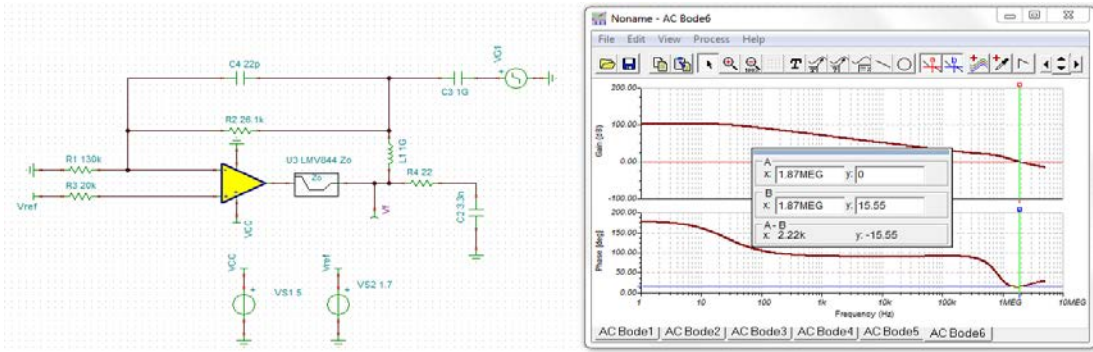 C4 22p
C3 1G
VG1
+
R2 26.1k
L1 1G
R1 130k
U3 LMV844 Zo
Zo
R4 22
R3 20k
Vref
VCC
Vf
C2 3.3n
VCC
Vref
VS1 5
VS2 1.7
Noname - AC Bode6
File Edit View Process Help
T
200.00
100.00
0.00
-100.00
Gain [dB]
A
x: 1.87MEG y: 0
B
x: 1.87MEG y: 15.55
A - B
x: 2.22k y: -15.55
200.00
150.00
100.00
50.00
0.00
Phase [deg]
1 10 100 1k 10k 100k 1MEG 10MEG
Frequency (Hz)
AC Bode1 AC Bode2 AC Bode3 AC Bode4 AC Bode5 AC Bode6